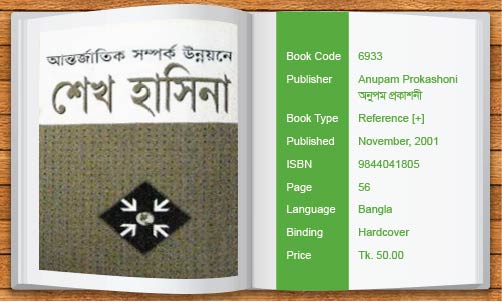 আন্তর্জাতিক সম্পর্ক উন্নয়নে
শেখ হাসিনা
Book Code 6933
Publisher Anupam Prokashoni
অনুপম প্রকাশনী
Book Type Reference [+]
Published November, 2001
ISBN 9844041805
Page 56
Language Bangla
Binding Hardcover
Price Tk. 50.00